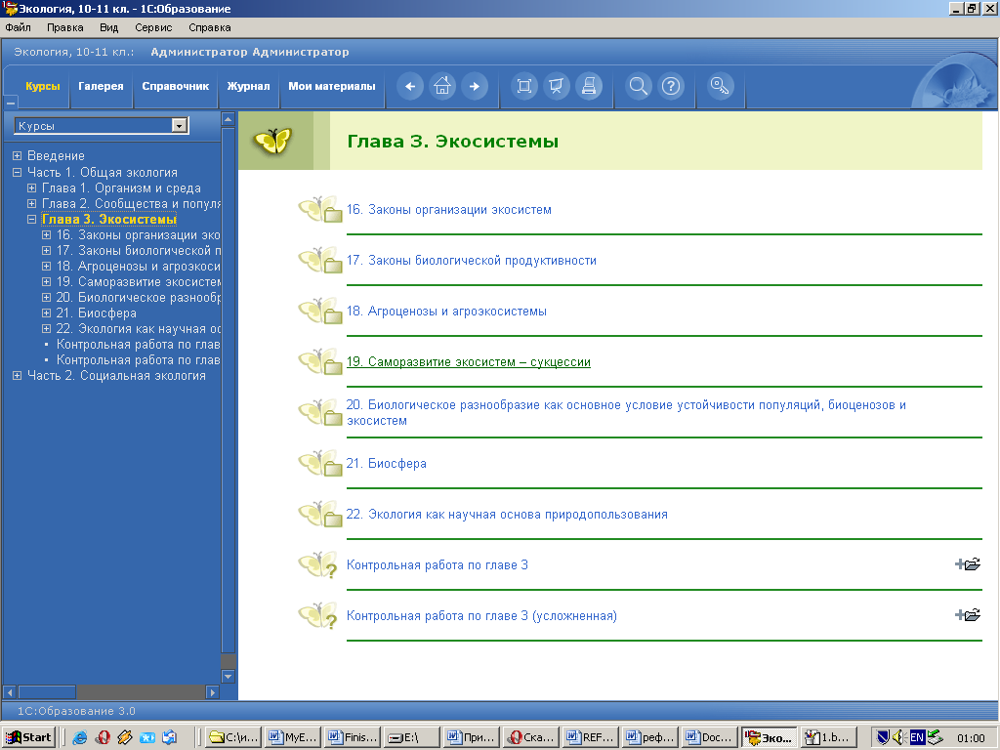 Экология, 10-11 кл. - 1С:Образование
Файл Правка Вид Сервис Справка
Экология, 10-11 кл.: Администратор Администратор
Курсы Галерея Справочник Журнал Мои материалы
Курсы
Введение
Часть 1. Общая экология
Глава 1. Организм и среда
Глава 2. Сообщества и популя
Глава 3. Экосистемы
16. Законы организации эко
17. Законы биологической п
18. Агроценозы и агроэкоси
19. Саморазвитие экосистем
20. Биологическое разнообр
21. Биосфера
22. Экология как научная ос
Контрольная работа по глав
Контрольная работа по глав
Часть 2. Социальная экология
Глава 3. Экосистемы
16. Законы организации экосистем
17. Законы биологической продуктивности
18. Агроценозы и агроэкосистемы
19. Саморазвитие экосистем – сукцессии
20. Биологическое разнообразие как основное условие устойчивости популяций, биоценозов и
экосистем
21. Биосфера
22. Экология как научная основа природопользования
Контрольная работа по главе 3
Контрольная работа по главе 3 (усложненная)
1С:Образование 3.0
Start C:\и... MyE... Finis... E:\ При... Ска... REF... реф... Doc... Эко... 1.b... EN 01:00